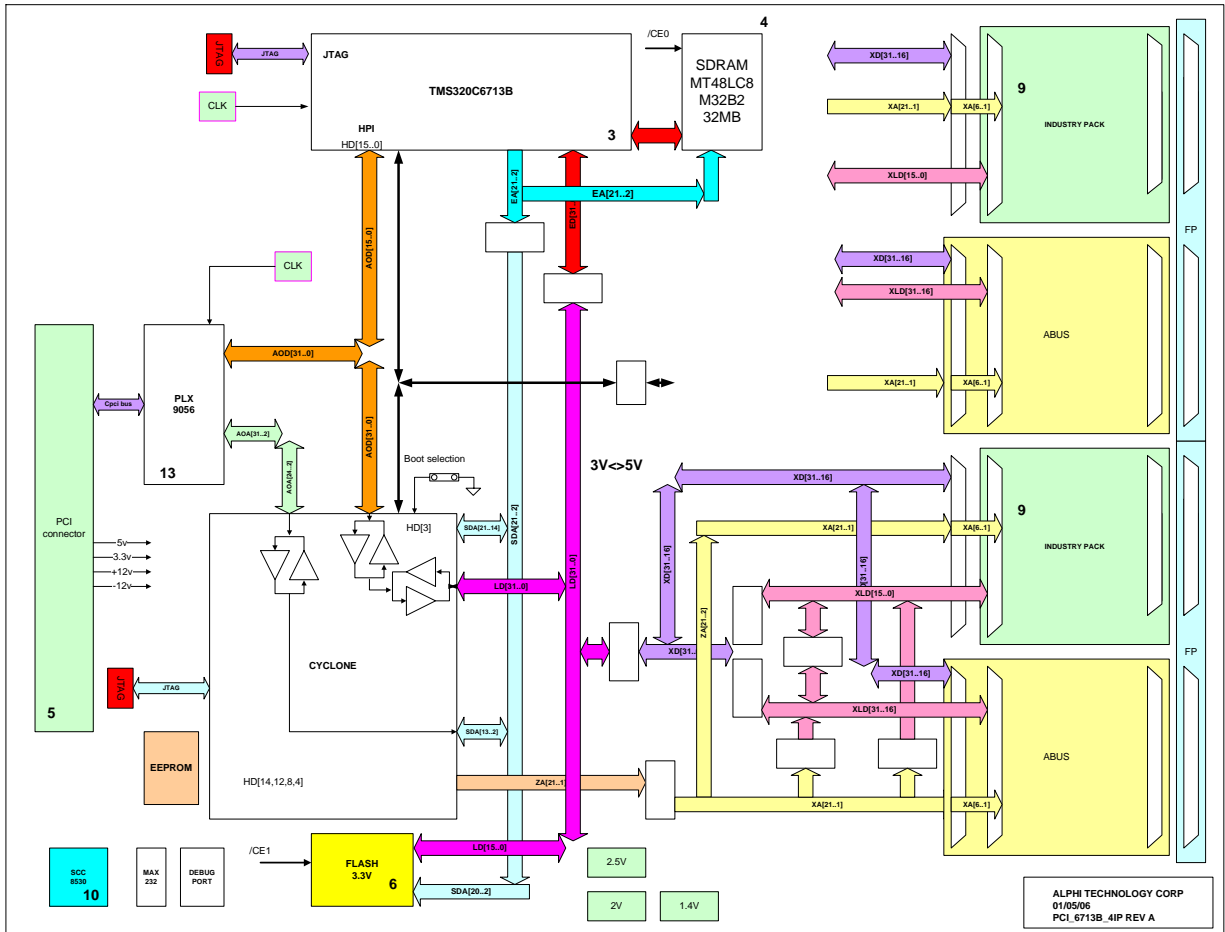 JTAG
JTAG
JTAG
TMS320C6713B
CLK
HPI
HD[15..0]
3
/CE0
4
SDRAM
MT48LC8
M32B2
32MB
EA[21..2]
EA[21..2]
ED[31..
AOD[15..0]
CLK
XD[31..16]
XA[21..1]
XA[6..1]
XLD[15..0]
9
INDUSTRY PACK
FP
XD[31..16]
XLD[31..16]
XA[21..1]
XA[6..1]
ABUS
PLX
9056
13
AOD[31..0]
Cpci bus
AOA[31..2]
AOA[24..2]
AOD[31..0]
Boot selection
3V<>5V
PCI
connector
5v
3.3v
+12v
-12v
5
HD[3]
SDA[21..14]
SDA[21..2]
LD[31..0]
LD[31..0]
CYCLONE
JTAG
JTAG
SDA[13..2]
HD[14,12,8,4]
ZA[21..1]
EEPROM
XD[31..16]
XA[21..1]
XA[6..1]
XD[31..16]
X[31..16]
ZA[21..2]
XLD[15..0]
XD[31..
XD[31..16]
XLD[31..16]
XA[21..1]
XA[6..1]
9
INDUSTRY PACK
FP
ABUS
/CE1
FLASH
3.3V
6
LD[15..0]
SDA[20..2]
SCC
8530
10
MAX
232
DEBUG
PORT
2.5V
2V
1.4V
ALPHI TECHNOLOGY CORP
01/05/06
PCI_6713B_4IP REV A